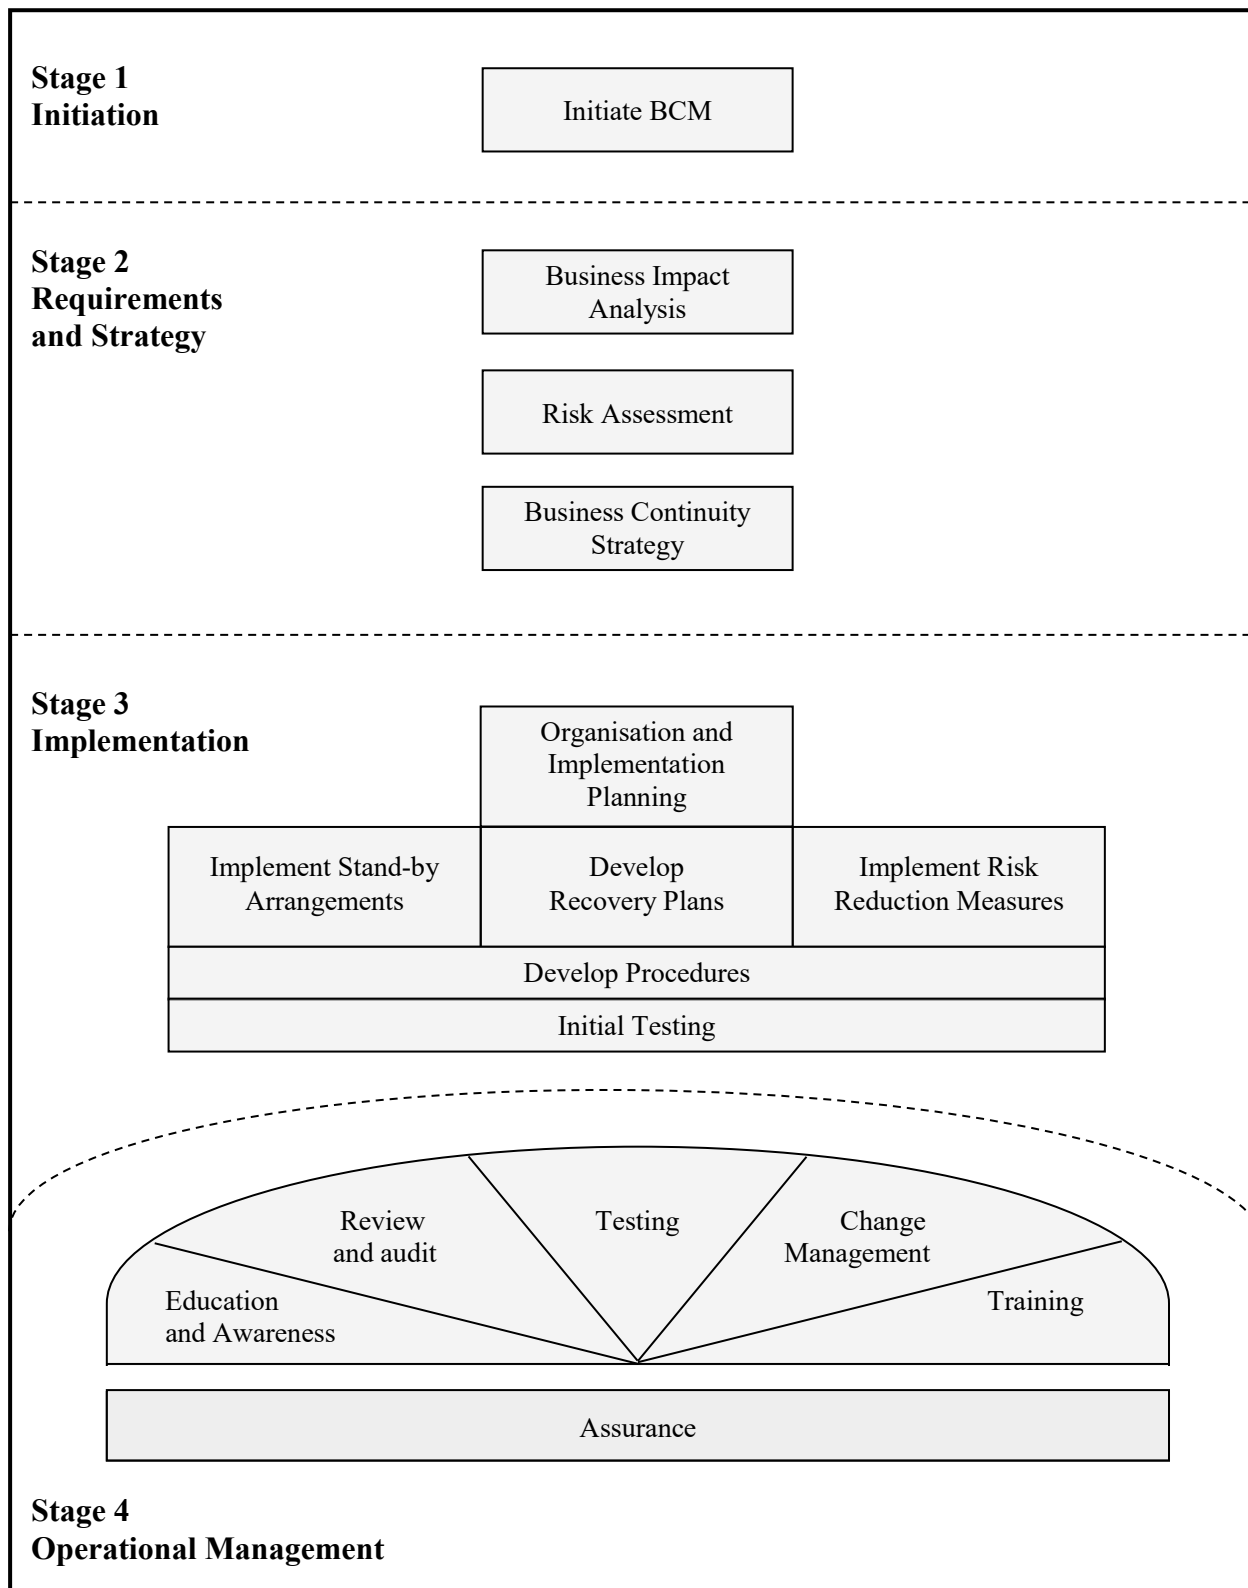 Stage 1
Initiation
Initiate BCM
Stage 2
Requirements
and Strategy
Business Impact
Analysis
Risk Assessment
Business Continuity
Strategy
Stage 3
Implementation
Organisation and
Implementation
Planning
Implement Stand-by
Arrangements
Develop
Recovery Plans
Implement Risk
Reduction Measures
Develop Procedures
Initial Testing
Education
and Awareness
Review
and audit
Testing
Change
Management
Training
Assurance
Stage 4
Operational Management